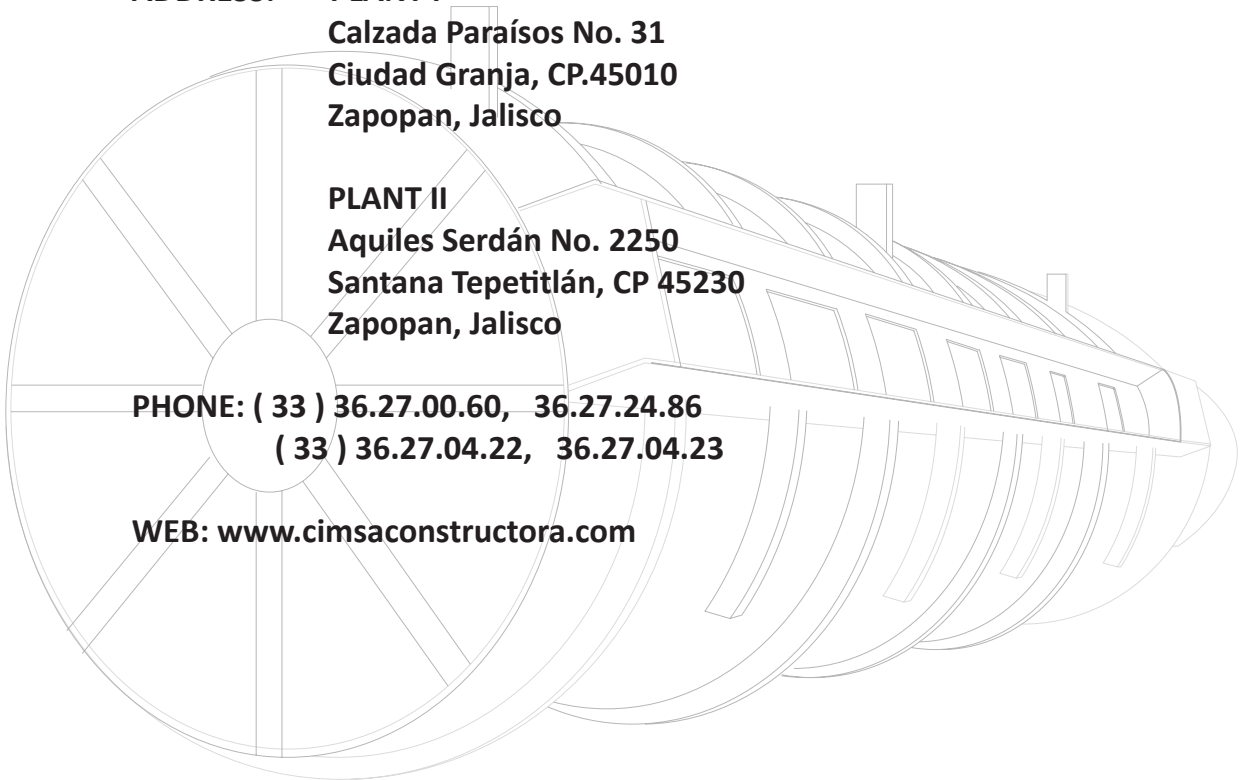 ADDRESS: PLANT I
Calzada Paraísos No. 31
Ciudad Granja, CP.45010
Zapopan, Jalisco
PLANT II
Aquiles Serdán No. 2250
Santana Tepetitlán, CP 45230
Zapopan, Jalisco
PHONE: ( 33 ) 36.27.00.60, 36.27.24.86
( 33 ) 36.27.04.22, 36.27.04.23
WEB: www.cimsaconstructora.com